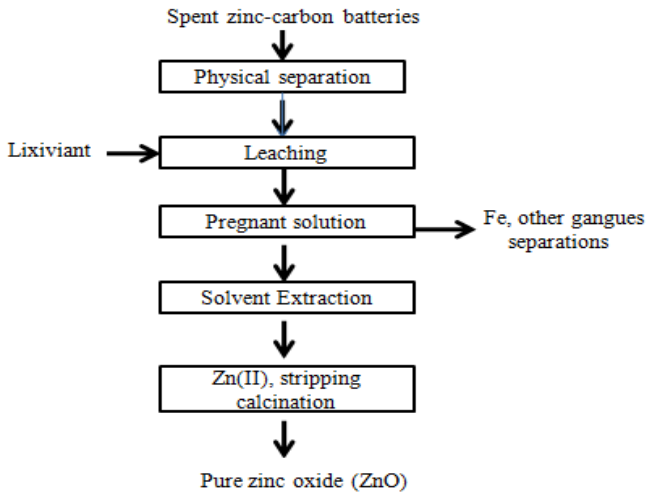 Spent zinc-carbon batteries
Physical separation
Lixiviant
Leaching
Pregnant solution
Fe, other gangues
separations
Solvent Extraction
Zn(II), stripping
calcination
Pure zinc oxide (ZnO)